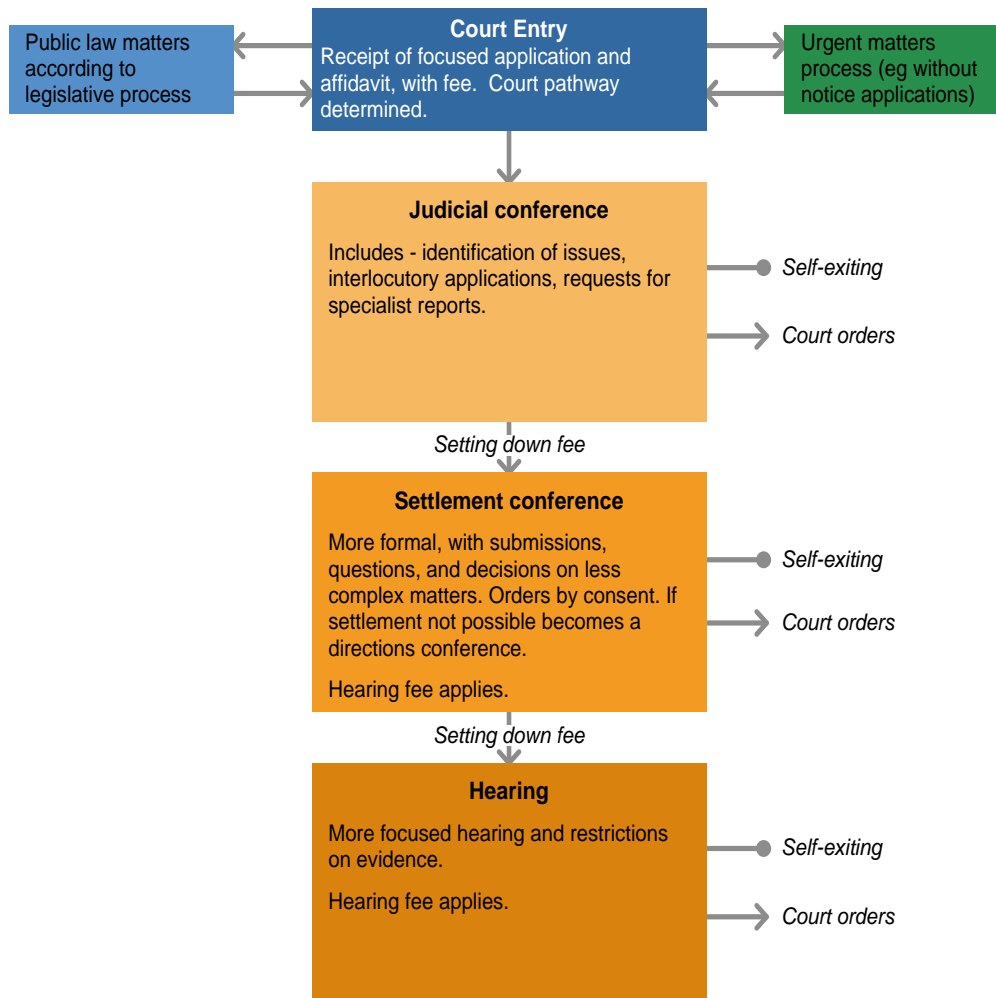 Public law matters
according to
legislative process
Court Entry
Receipt of focused application and
affidavit, with fee.  Court pathway
determined.
Urgent matters
process (eg without
notice applications)
Judicial conference
Includes - identification of issues,
interlocutory applications, requests for
specialist reports.
Self-exiting
Court orders
Setting down fee
Settlement conference
More formal, with submissions,
questions, and decisions on less
complex matters. Orders by consent. If
settlement not possible becomes a
directions conference.
Hearing fee applies.
Self-exiting
Court orders
Setting down fee
Hearing
More focused hearing and restrictions
on evidence.
Hearing fee applies.
Self-exiting
Court orders